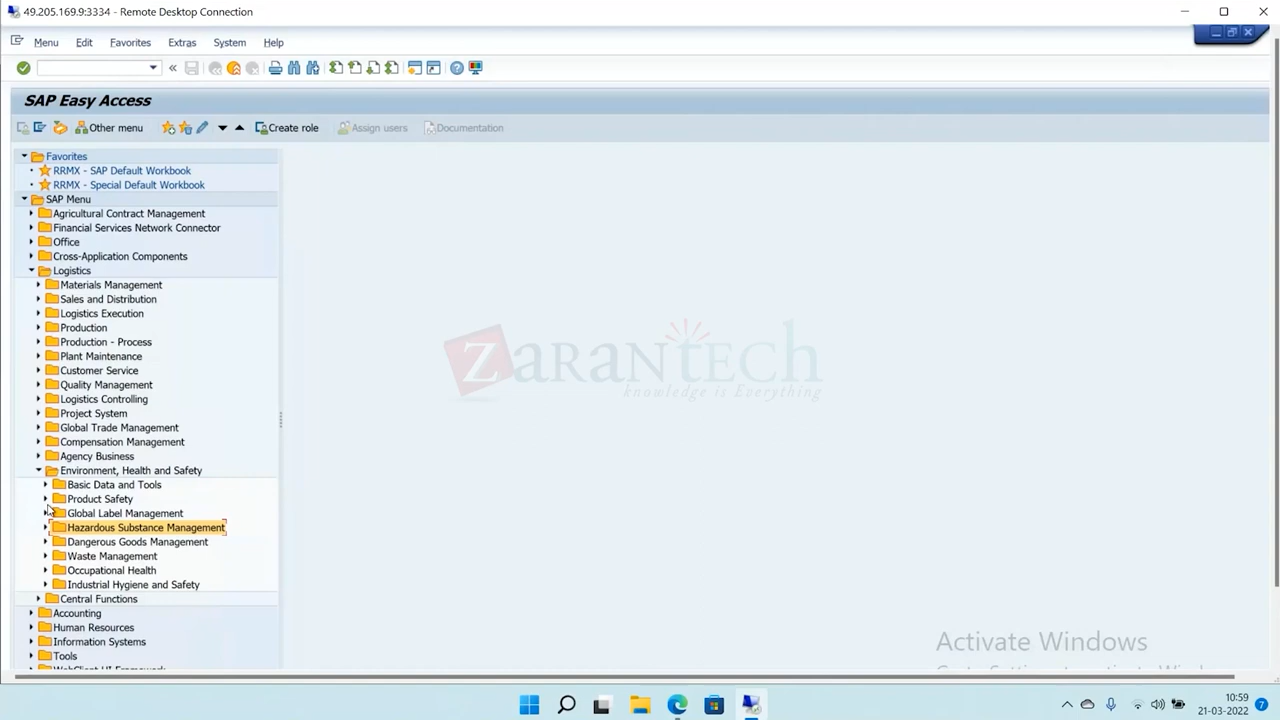 49.205.169.9:3334 - Remote Desktop Connection
Menu Edit Favorites Extras System Help
SAP Easy Access
Other menu Create role Assign users Documentation
Favorites
RRMX - SAP Default Workbook
RRMX - Special Default Workbook
SAP Menu
Agricultural Contract Management
Financial Services Network Connector
Office
Cross-Application Components
Logistics
Materials Management
Sales and Distribution
Logistics Execution
Production
Production - Process
Plant Maintenance
Customer Service
Quality Management
Logistics Controlling
Project System
Global Trade Management
Compensation Management
Agency Business
Environment, Health and Safety
Basic Data and Tools
Product Safety
Global Label Management
Hazardous Substance Management
Dangerous Goods Management
Waste Management
Occupational Health
Industrial Hygiene and Safety
Central Functions
Accounting
Human Resources
Information Systems
Tools
WebClient UI Framework
ZaranTech
knowledge is Everything
Activate Windows
10:59
21-03-2022
7